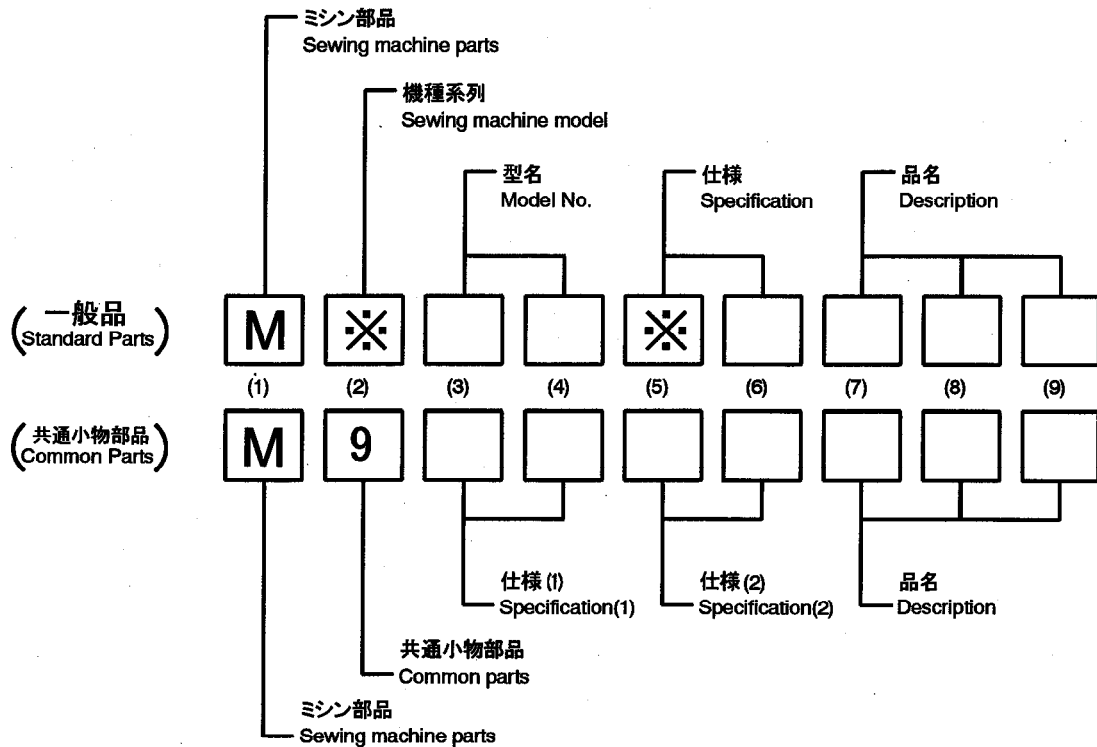 ミシン部品
Sewing machine parts
機種系列
Sewing machine model
型名
Model No.
仕様
Specification
品名
Description
(一般品
Standard Parts)
M ※ ※
(1) (2) (3) (4) (5) (6) (7) (8) (9)
(共通小物部品
Common Parts)
M 9
仕様(1)
Specification(1)
仕様(2)
Specification(2)
品名
Description
共通小物部品
Common parts
ミシン部品
Sewing machine parts